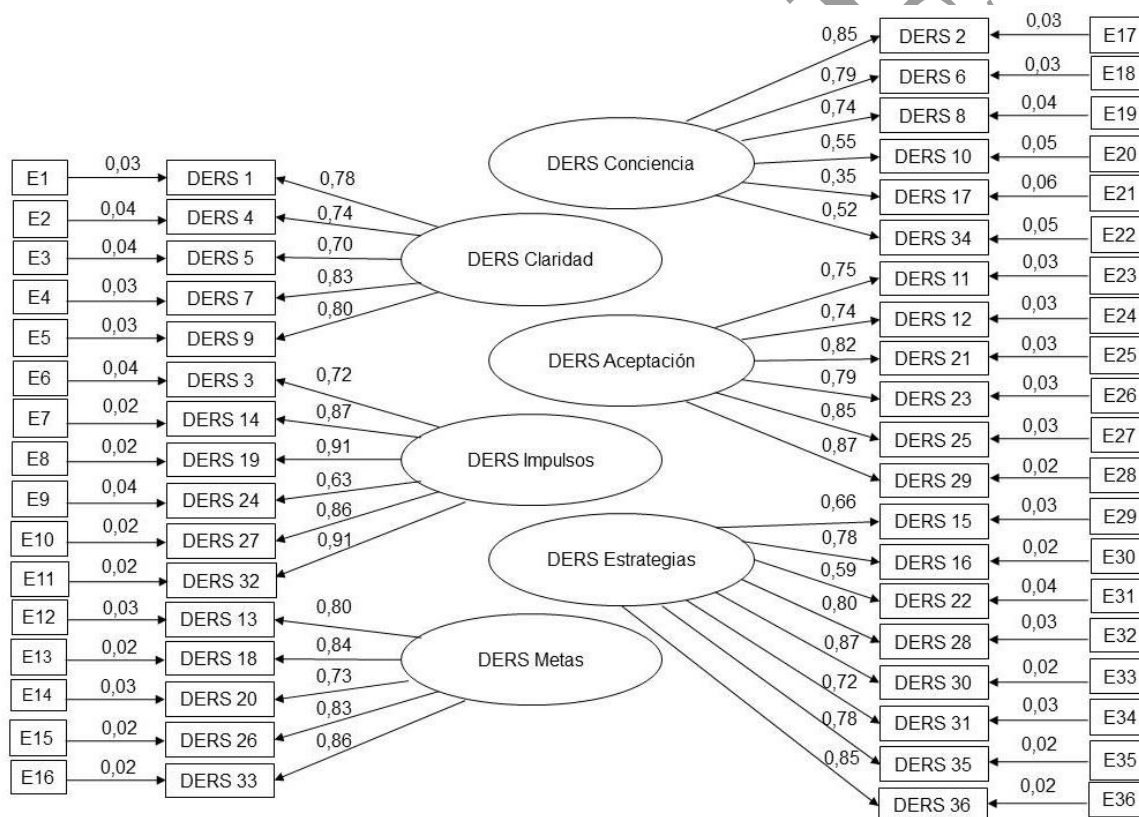 E1 0,03 DERS 1 0,78
E2 0,04 DERS 4 0,74
E3 0,04 DERS 5 0,70
E4 0,03 DERS 7 0,83
E5 0,03 DERS 9 0,80
DERS Claridad
E6 0,04 DERS 3 0,72
E7 0,02 DERS 14 0,87
E8 0,02 DERS 19 0,91
E9 0,04 DERS 24 0,63
E10 0,02 DERS 27 0,86
E11 0,02 DERS 32 0,91
DERS Impulsos
E12 0,03 DERS 13 0,80
E13 0,02 DERS 18 0,84
E14 0,03 DERS 20 0,73
E15 0,02 DERS 26 0,83
E16 0,02 DERS 33 0,86
DERS Metas
DERS Conciencia
0,85 DERS 2 0,03 E17
0,79 DERS 6 0,03 E18
0,74 DERS 8 0,04 E19
0,55 DERS 10 0,05 E20
0,35 DERS 17 0,06 E21
0,52 DERS 34 0,05 E22
DERS Aceptación
0,75 DERS 11 0,03 E23
0,74 DERS 12 0,03 E24
0,82 DERS 21 0,03 E25
0,79 DERS 23 0,03 E26
0,85 DERS 25 0,03 E27
0,87 DERS 29 0,02 E28
DERS Estrategias
0,66 DERS 15 0,03 E29
0,78 DERS 16 0,02 E30
0,59 DERS 22 0,04 E31
0,80 DERS 28 0,03 E32
0,87 DERS 30 0,02 E33
0,72 DERS 31 0,03 E34
0,78 DERS 35 0,02 E35
0,85 DERS 36 0,02 E36